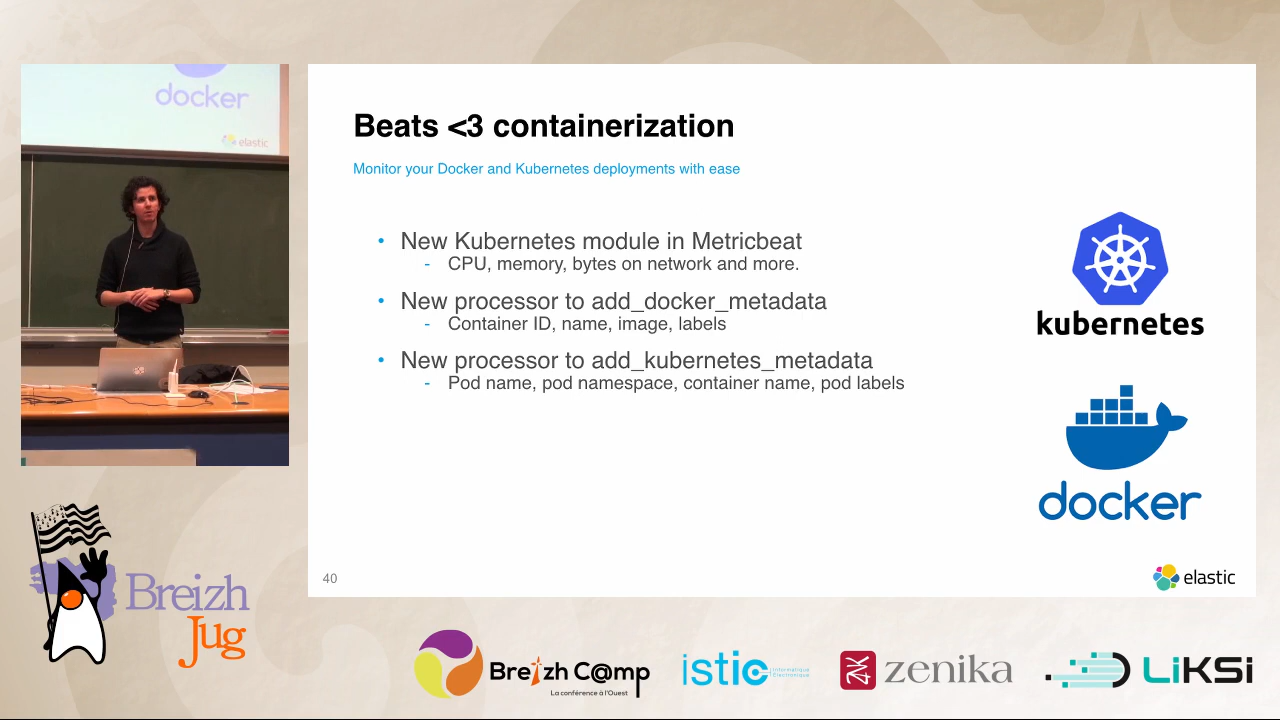 docker
elastic
Beats <3 containerization
Monitor your Docker and Kubernetes deployments with ease
• New Kubernetes module in Metricbeat
- CPU, memory, bytes on network and more.
• New processor to add_docker_metadata
- Container ID, name, image, labels
• New processor to add_kubernetes_metadata
- Pod name, pod namespace, container name, pod labels
kubernetes
docker
40
elastic
Breizh
Jug
Breizh C@mp
La conférence à l'Ouest
istic
Informatique
Électronique
zenika
LiKSi